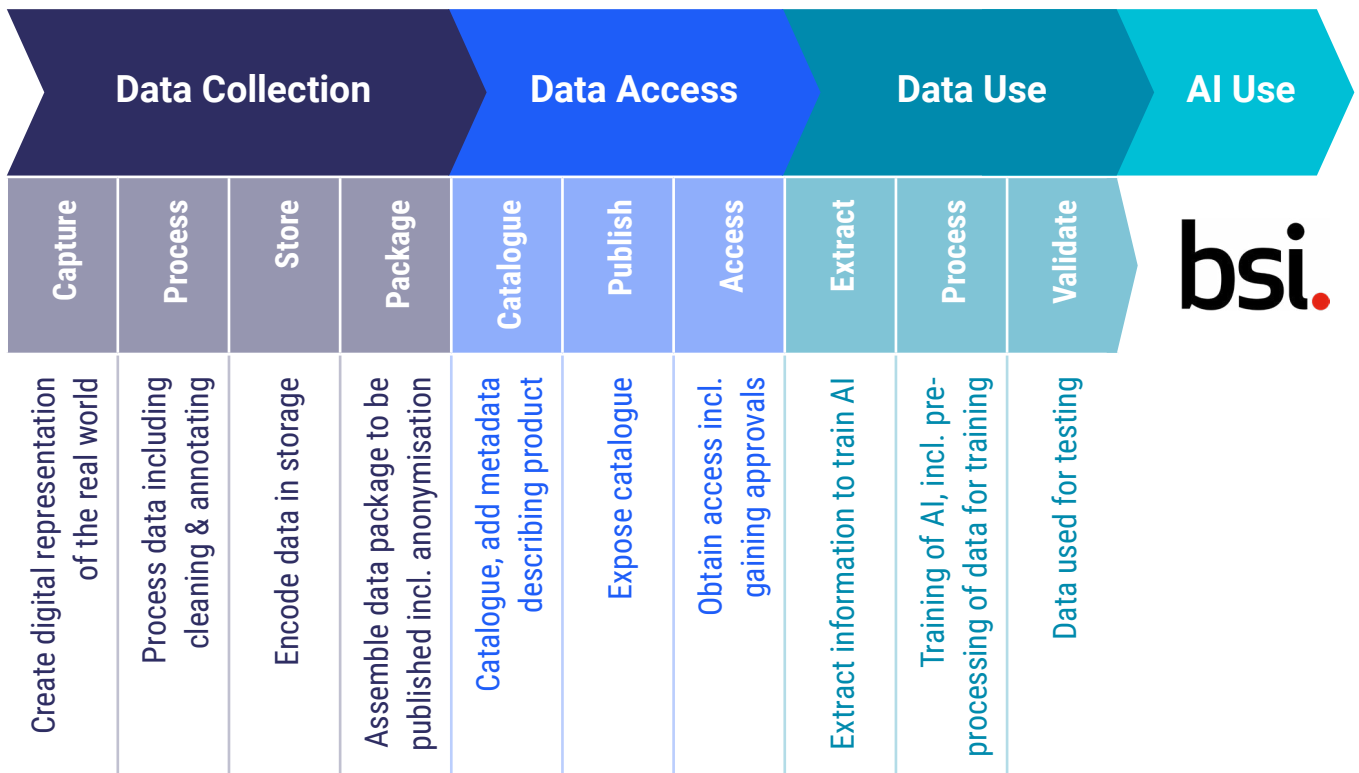 Data Collection
Data Access
Data Use
AI Use
Capture
Process
Store
Package
Catalogue
Publish
Access
Extract
Process
Validate
bsi.
Create digital representation
of the real world
Process data including
cleaning & annotating
Encode data in storage
Assemble data package to be
published incl. anonymisation
Catalogue, add metadata
describing product
Expose catalogue
Obtain access incl.
gaining approvals
Extract information to train AI
Training of AI, incl. pre-
processing of data for training
Data used for testing